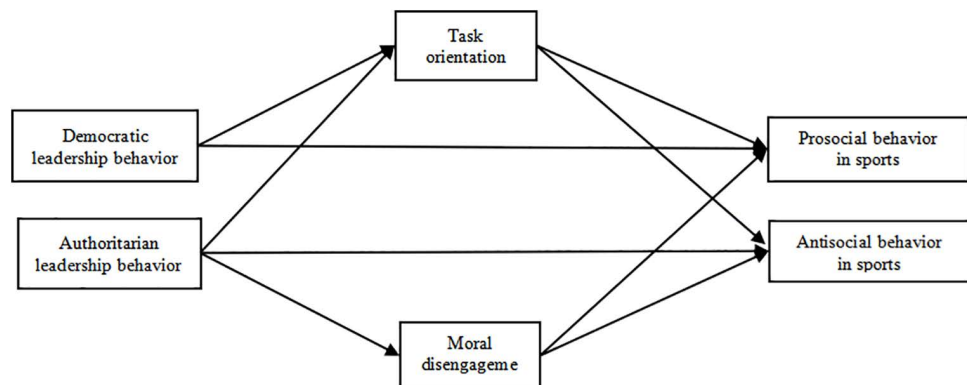 Task
orientation
Democratic
leadership behavior
Prosocial behavior
in sports
Authoritarian
leadership behavior
Antisocial behavior
in sports
Moral
disengageme